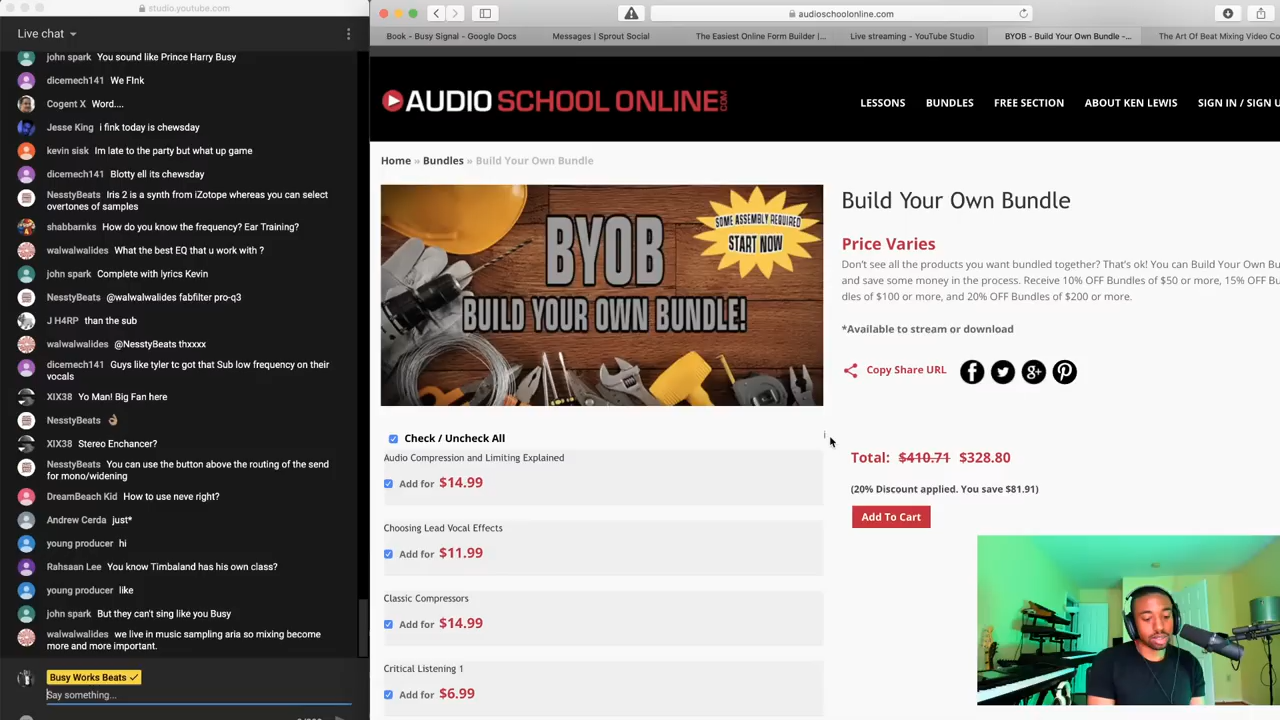 studio.youtube.com
Live chat
john spark You sound like Prince Harry Busy
dicemech141 We FInk
Cogent X Word....
Jesse King i fink today is chewsday
kevin sisk Im late to the party but what up game
dicemech141 Blotty ell its chewsday
NesstyBeats Iris 2 is a synth from iZotope whereas you can select
overtones of samples
shabbarnks How do you know the frequency? Ear Training?
walwalwalides What the best EQ that u work with ?
john spark Complete with lyrics Kevin
NesstyBeats @walwalwalides fabfilter pro-q3
J H4RP than the sub
walwalwalides @NesstyBeats thxxxx
dicemech141 Guys like tyler tc got that Sub low frequency on their
vocals
XIX38 Yo Man! Big Fan here
NesstyBeats 👌🏽
XIX38 Stereo Enchancer?
NesstyBeats You can use the button above the routing of the send
for mono/widening
DreamBeach Kid How to use neve right?
Andrew Cerda just*
young producer hi
Rahsaan Lee You know Timbaland has his own class?
young producer like
john spark But they can't sing like you Busy
walwalwalides we live in music sampling aria so mixing become
more and more important.
Busy Works Beats ✓
Say something...
audioschoolonline.com
Book - Busy Signal - Google Docs
Messages | Sprout Social
The Easiest Online Form Builder |...
Live streaming - YouTube Studio
BYOB - Build Your Own Bundle -...
The Art Of Beat Mixing Video Co
AUDIO SCHOOL ONLINE.COM
LESSONS BUNDLES FREE SECTION ABOUT KEN LEWIS SIGN IN / SIGN U
Home » Bundles » Build Your Own Bundle
SOME ASSEMBLY REQUIRED
START NOW
BYOB
BUILD YOUR OWN BUNDLE!
Build Your Own Bundle
Price Varies
Don't see all the products you want bundled together? That's ok! You can Build Your Own Bu
and save some money in the process. Receive 10% OFF Bundles of $50 or more, 15% OFF Bu
dles of $100 or more, and 20% OFF Bundles of $200 or more.
*Available to stream or download
Copy Share URL
Check / Uncheck All
Audio Compression and Limiting Explained
Add for $14.99
Choosing Lead Vocal Effects
Add for $11.99
Classic Compressors
Add for $14.99
Critical Listening 1
Add for $6.99
Total: $410.71 $328.80
(20% Discount applied. You save $81.91)
Add To Cart